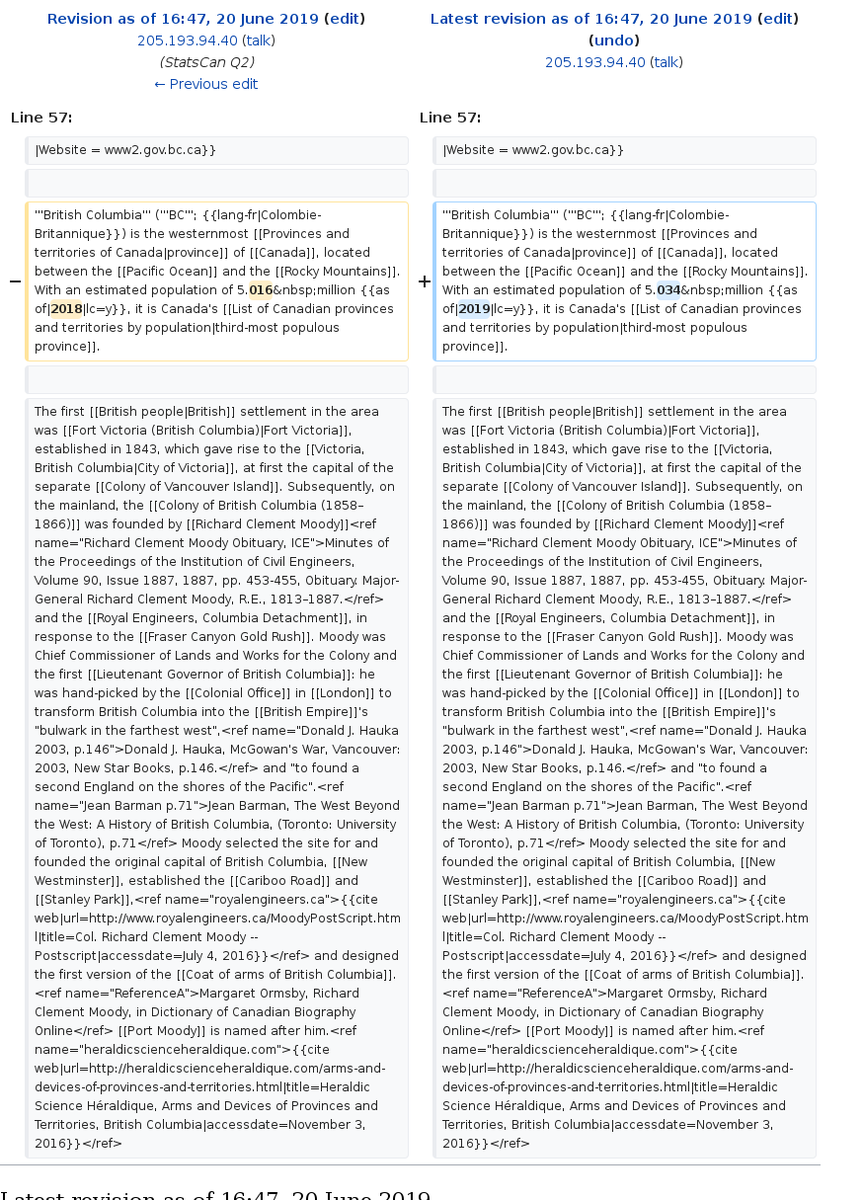 Revision as of 16:47, 20 June 2019 (edit)
205.193.94.40 (talk)
(StatsCan Q2)
← Previous edit
Latest revision as of 16:47, 20 June 2019 (edit)
(undo)
205.193.94.40 (talk)
Line 57:
|Website = www2.gov.bc.ca}}
−
'''British Columbia''' ('''BC'''; {{lang-fr|Colombie-
Britannique}}) is the westernmost [[Provinces and
territories of Canada|province]] of [[Canada]], located
between the [[Pacific Ocean]] and the [[Rocky Mountains]].
With an estimated population of 5.016&nbsp;million {{as
of|2018|lc=y}}, it is Canada's [[List of Canadian provinces
and territories by population|third-most populous
province]].
The first [[British people|British]] settlement in the area
was [[Fort Victoria (British Columbia)|Fort Victoria]],
established in 1843, which gave rise to the [[Victoria,
British Columbia|City of Victoria]], at first the capital of the
separate [[Colony of Vancouver Island]]. Subsequently, on
the mainland, the [[Colony of British Columbia (1858–
1866)]] was founded by [[Richard Clement Moody]]<ref
name="Richard Clement Moody Obituary, ICE">Minutes of
the Proceedings of the Institution of Civil Engineers,
Volume 90, Issue 1887, 1887, pp. 453-455, Obituary. Major-
General Richard Clement Moody, R.E., 1813–1887.</ref>
and the [[Royal Engineers, Columbia Detachment]], in
response to the [[Fraser Canyon Gold Rush]]. Moody was
Chief Commissioner of Lands and Works for the Colony and
the first [[Lieutenant Governor of British Columbia]]: he
was hand-picked by the [[Colonial Office]] in [[London]] to
transform British Columbia into the [[British Empire]]'s
"bulwark in the farthest west",<ref name="Donald J. Hauka
2003, p.146">Donald J. Hauka, McGowan's War, Vancouver:
2003, New Star Books, p.146.</ref> and "to found a
second England on the shores of the Pacific".<ref
name="Jean Barman p.71">Jean Barman, The West Beyond
the West: A History of British Columbia, (Toronto: University
of Toronto), p.71</ref> Moody selected the site for and
founded the original capital of British Columbia, [[New
Westminster]], established the [[Cariboo Road]] and
[[Stanley Park]],<ref name="royalengineers.ca">{{cite
web|url=http://www.royalengineers.ca/MoodyPostScript.htm
l|title=Col. Richard Clement Moody --
Postscript|accessdate=July 4, 2016}}</ref> and designed
the first version of the [[Coat of arms of British Columbia]].
<ref name="ReferenceA">Margaret Ormsby, Richard
Clement Moody, in Dictionary of Canadian Biography
Online</ref> [[Port Moody]] is named after him.<ref
name="heraldicscienceheraldique.com">{{cite
web|url=http://heraldicscienceheraldique.com/arms-and-
devices-of-provinces-and-territories.html|title=Heraldic
Science Héraldique, Arms and Devices of Provinces and
Territories, British Columbia|accessdate=November 3,
2016}}</ref>
Line 57:
|Website = www2.gov.bc.ca}}
+
'''British Columbia''' ('''BC'''; {{lang-fr|Colombie-
Britannique}}) is the westernmost [[Provinces and
territories of Canada|province]] of [[Canada]], located
between the [[Pacific Ocean]] and the [[Rocky Mountains]].
With an estimated population of 5.034&nbsp;million {{as
of|2019|lc=y}}, it is Canada's [[List of Canadian provinces
and territories by population|third-most populous
province]].
The first [[British people|British]] settlement in the area
was [[Fort Victoria (British Columbia)|Fort Victoria]],
established in 1843, which gave rise to the [[Victoria,
British Columbia|City of Victoria]], at first the capital of the
separate [[Colony of Vancouver Island]]. Subsequently, on
the mainland, the [[Colony of British Columbia (1858–
1866)]] was founded by [[Richard Clement Moody]]<ref
name="Richard Clement Moody Obituary, ICE">Minutes of
the Proceedings of the Institution of Civil Engineers,
Volume 90, Issue 1887, 1887, pp. 453-455, Obituary. Major-
General Richard Clement Moody, R.E., 1813–1887.</ref>
and the [[Royal Engineers, Columbia Detachment]], in
response to the [[Fraser Canyon Gold Rush]]. Moody was
Chief Commissioner of Lands and Works for the Colony and
the first [[Lieutenant Governor of British Columbia]]: he
was hand-picked by the [[Colonial Office]] in [[London]] to
transform British Columbia into the [[British Empire]]'s
"bulwark in the farthest west",<ref name="Donald J. Hauka
2003, p.146">Donald J. Hauka, McGowan's War, Vancouver:
2003, New Star Books, p.146.</ref> and "to found a
second England on the shores of the Pacific".<ref
name="Jean Barman p.71">Jean Barman, The West Beyond
the West: A History of British Columbia, (Toronto: University
of Toronto), p.71</ref> Moody selected the site for and
founded the original capital of British Columbia, [[New
Westminster]], established the [[Cariboo Road]] and
[[Stanley Park]],<ref name="royalengineers.ca">{{cite
web|url=http://www.royalengineers.ca/MoodyPostScript.htm
l|title=Col. Richard Clement Moody --
Postscript|accessdate=July 4, 2016}}</ref> and designed
the first version of the [[Coat of arms of British Columbia]].
<ref name="ReferenceA">Margaret Ormsby, Richard
Clement Moody, in Dictionary of Canadian Biography
Online</ref> [[Port Moody]] is named after him.<ref
name="heraldicscienceheraldique.com">{{cite
web|url=http://heraldicscienceheraldique.com/arms-and-
devices-of-provinces-and-territories.html|title=Heraldic
Science Héraldique, Arms and Devices of Provinces and
Territories, British Columbia|accessdate=November 3,
2016}}</ref>
Latest revision as of 16:47, 20 June 2019